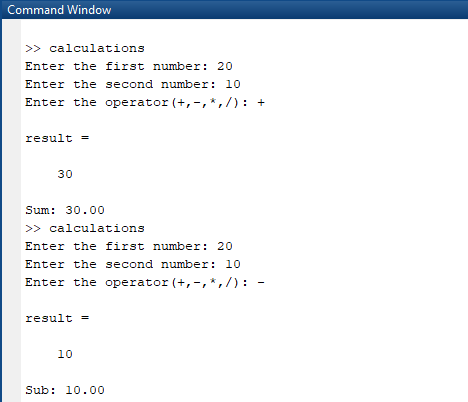 Command Window
>> calculations
Enter the first number: 20
Enter the second number: 10
Enter the operator(+,-,*,/): +
result =
30
Sum: 30.00
>> calculations
Enter the first number: 20
Enter the second number: 10
Enter the operator(+,-,*,/): -
result =
10
Sub: 10.00